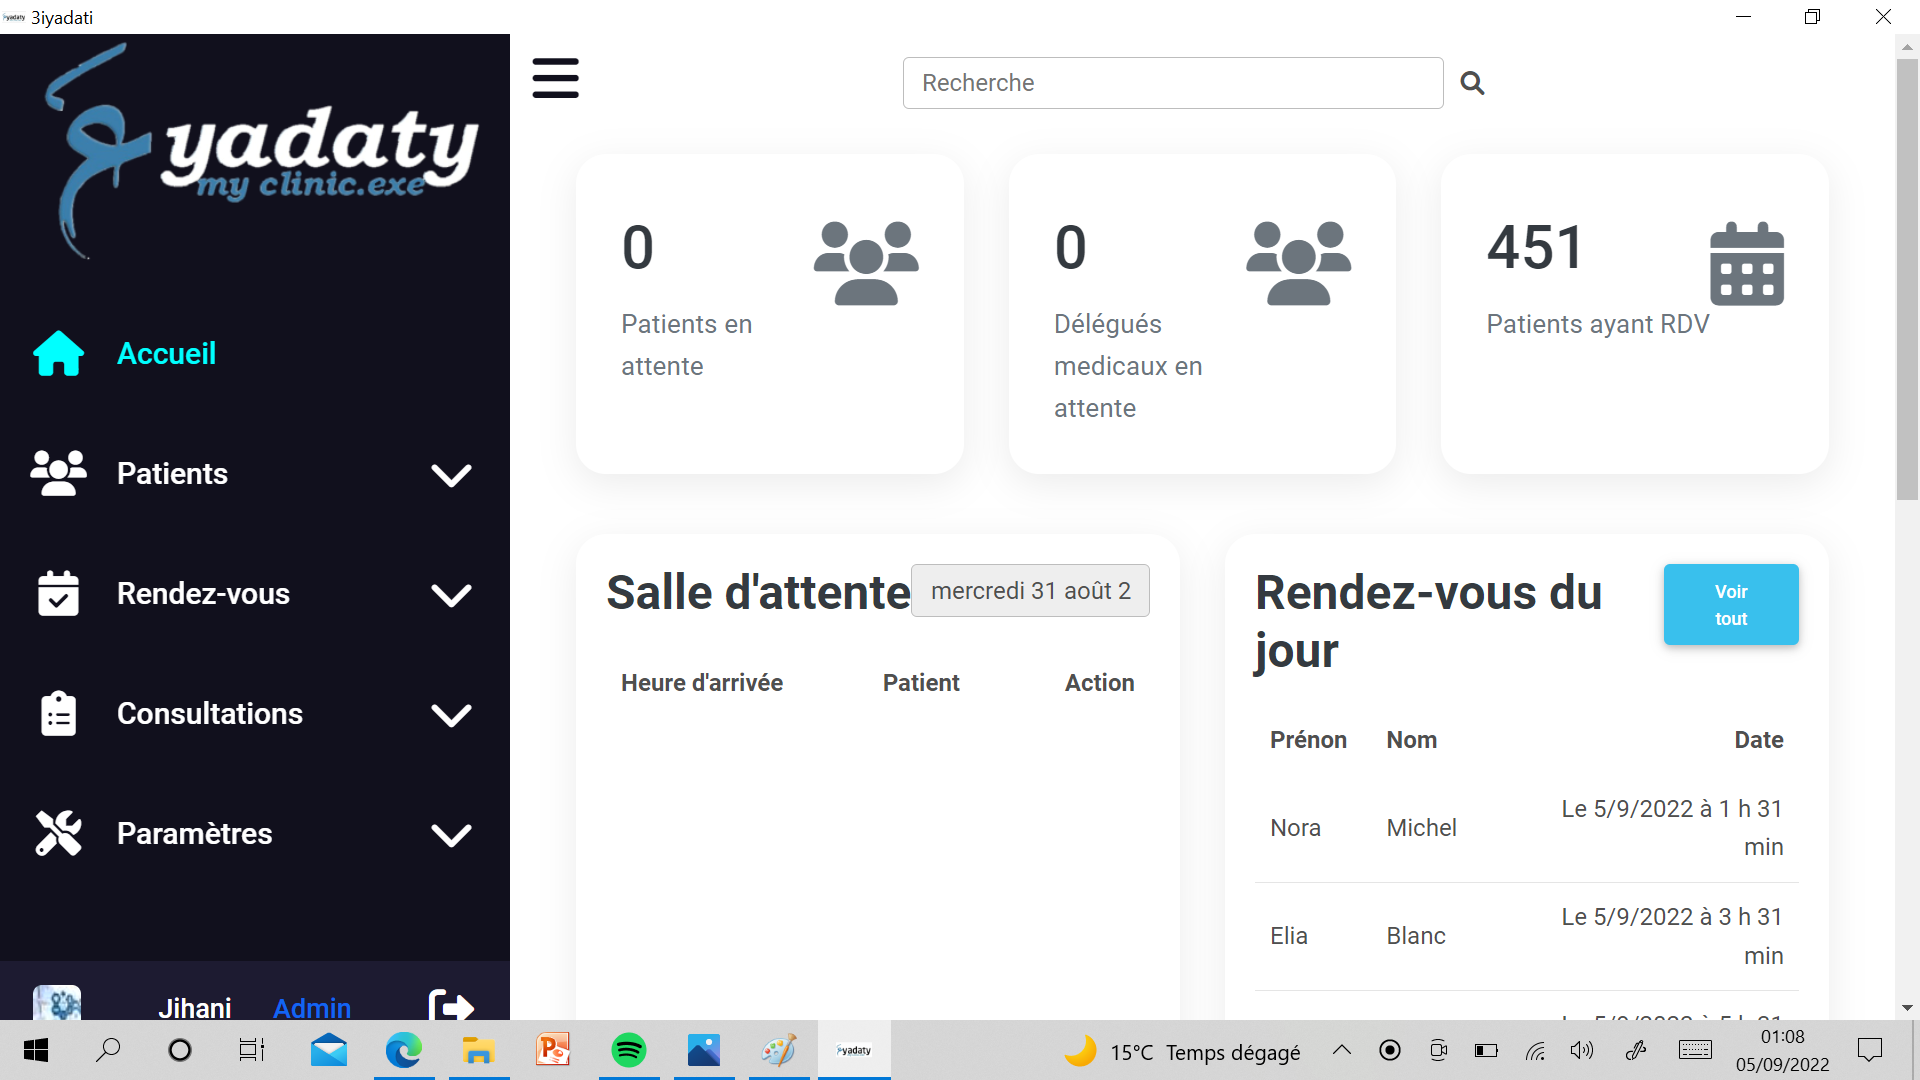 3iyadati
yadaty
my clinic.exe
Accueil
Patients
Rendez-vous
Consultations
Paramètres
Jihani Admin
Recherche
0
Patients en
attente
0
Délégués
medicaux en
attente
451
Patients ayant RDV
Salle d'attente
mercredi 31 août 2
Heure d'arrivée Patient Action
Rendez-vous du
jour
Voir
tout
Prénon Nom Date
Nora Michel Le 5/9/2022 à 1 h 31
min
Elia Blanc Le 5/9/2022 à 3 h 31
min
yadaty
15°C Temps dégagé
01:08
05/09/2022